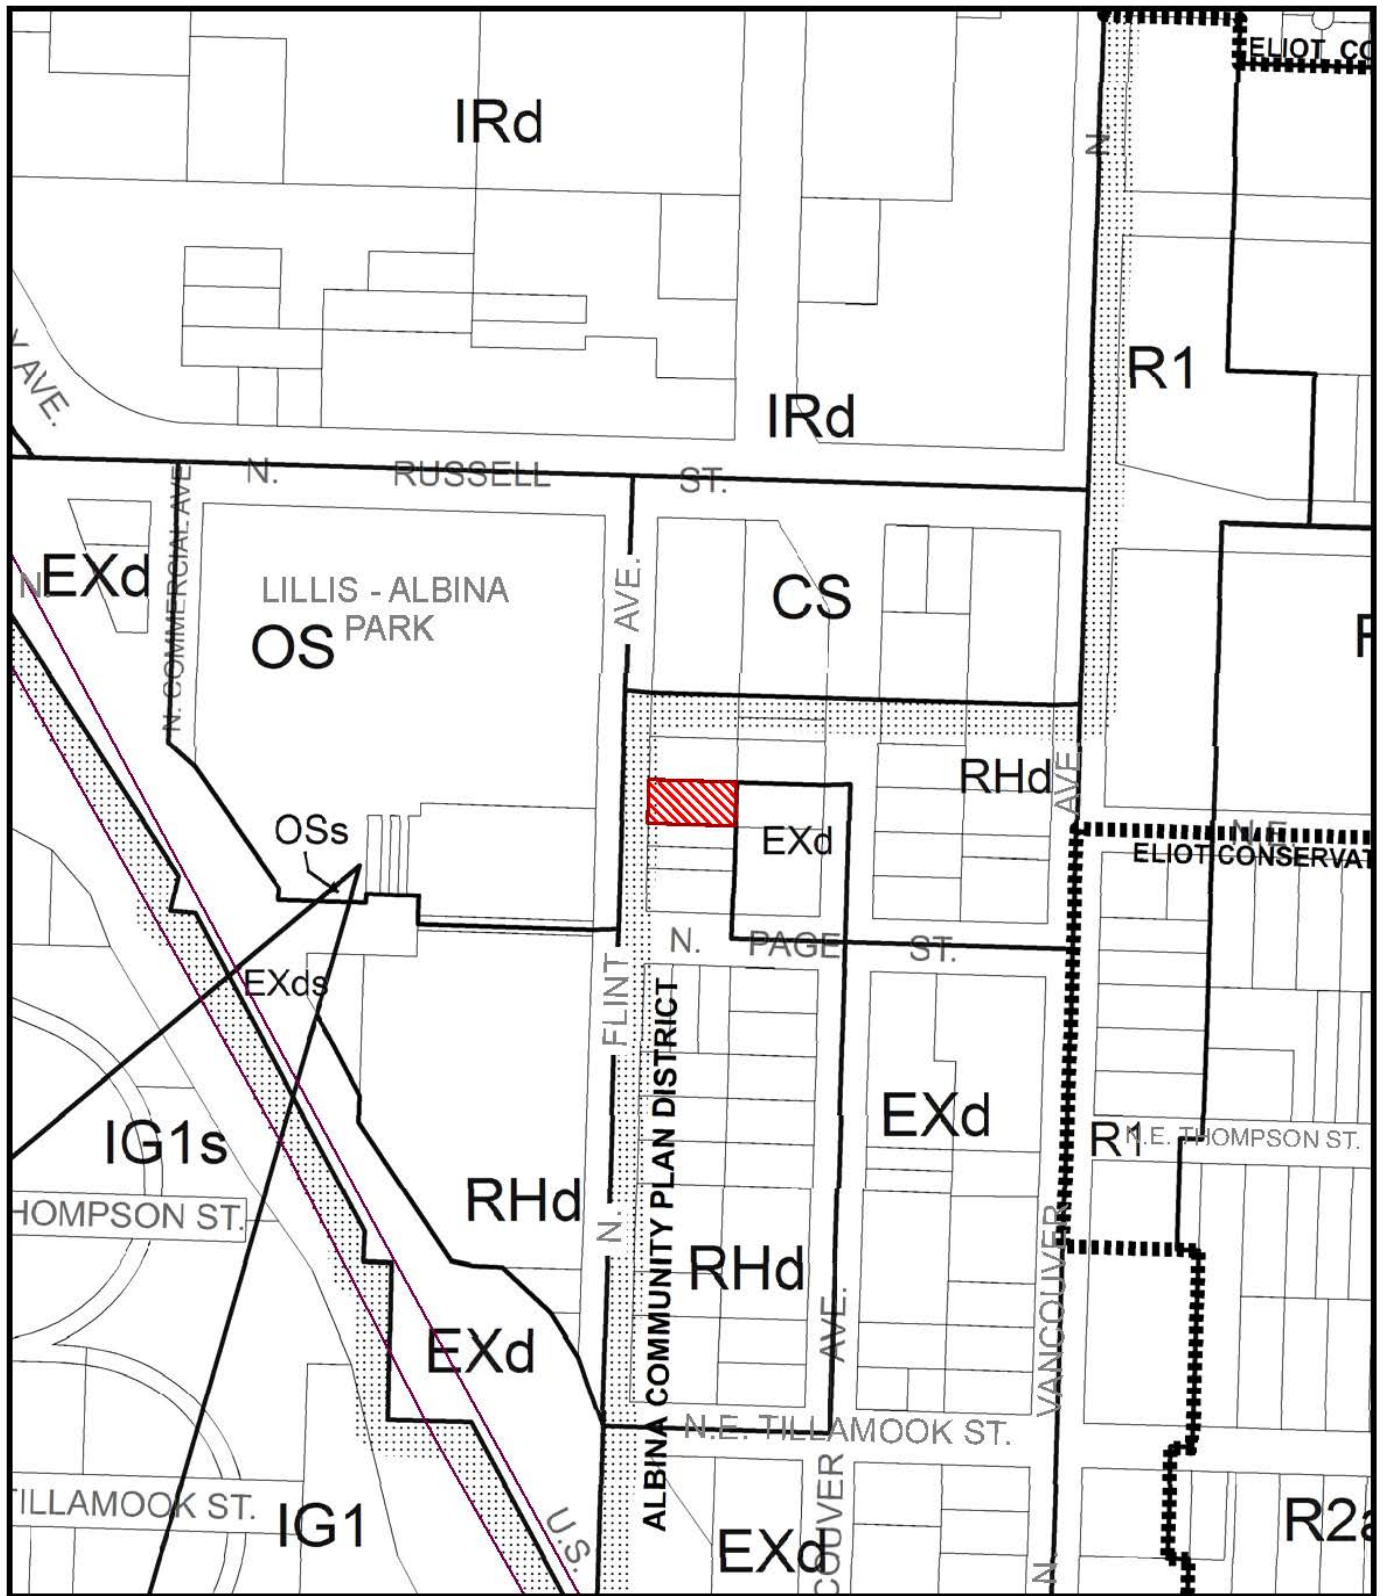 ELIOT CO
IRd
N.
R1
Y AVE.
IRd
N. RUSSELL ST.
N. COMMERCIAL AVE
EXd
N.
LILLIS - ALBINA
PARK
OS
AVE.
CS
RHd
AVE
OSs
EXd
N.E.
ELIOT CONSERVAT
N. PAGE ST.
EXds
FLINT
N.
ALBINA COMMUNITY PLAN DISTRICT
EXd
IG1s
R1
N.E. THOMPSON ST.
HOMPSON ST.
RHd
RHd
AVE.
VANCOUVER
EXd
N.E. TILLAMOOK ST.
TILLAMOOK ST.
IG1
U.S.
EXd
COUVER
N
R2a